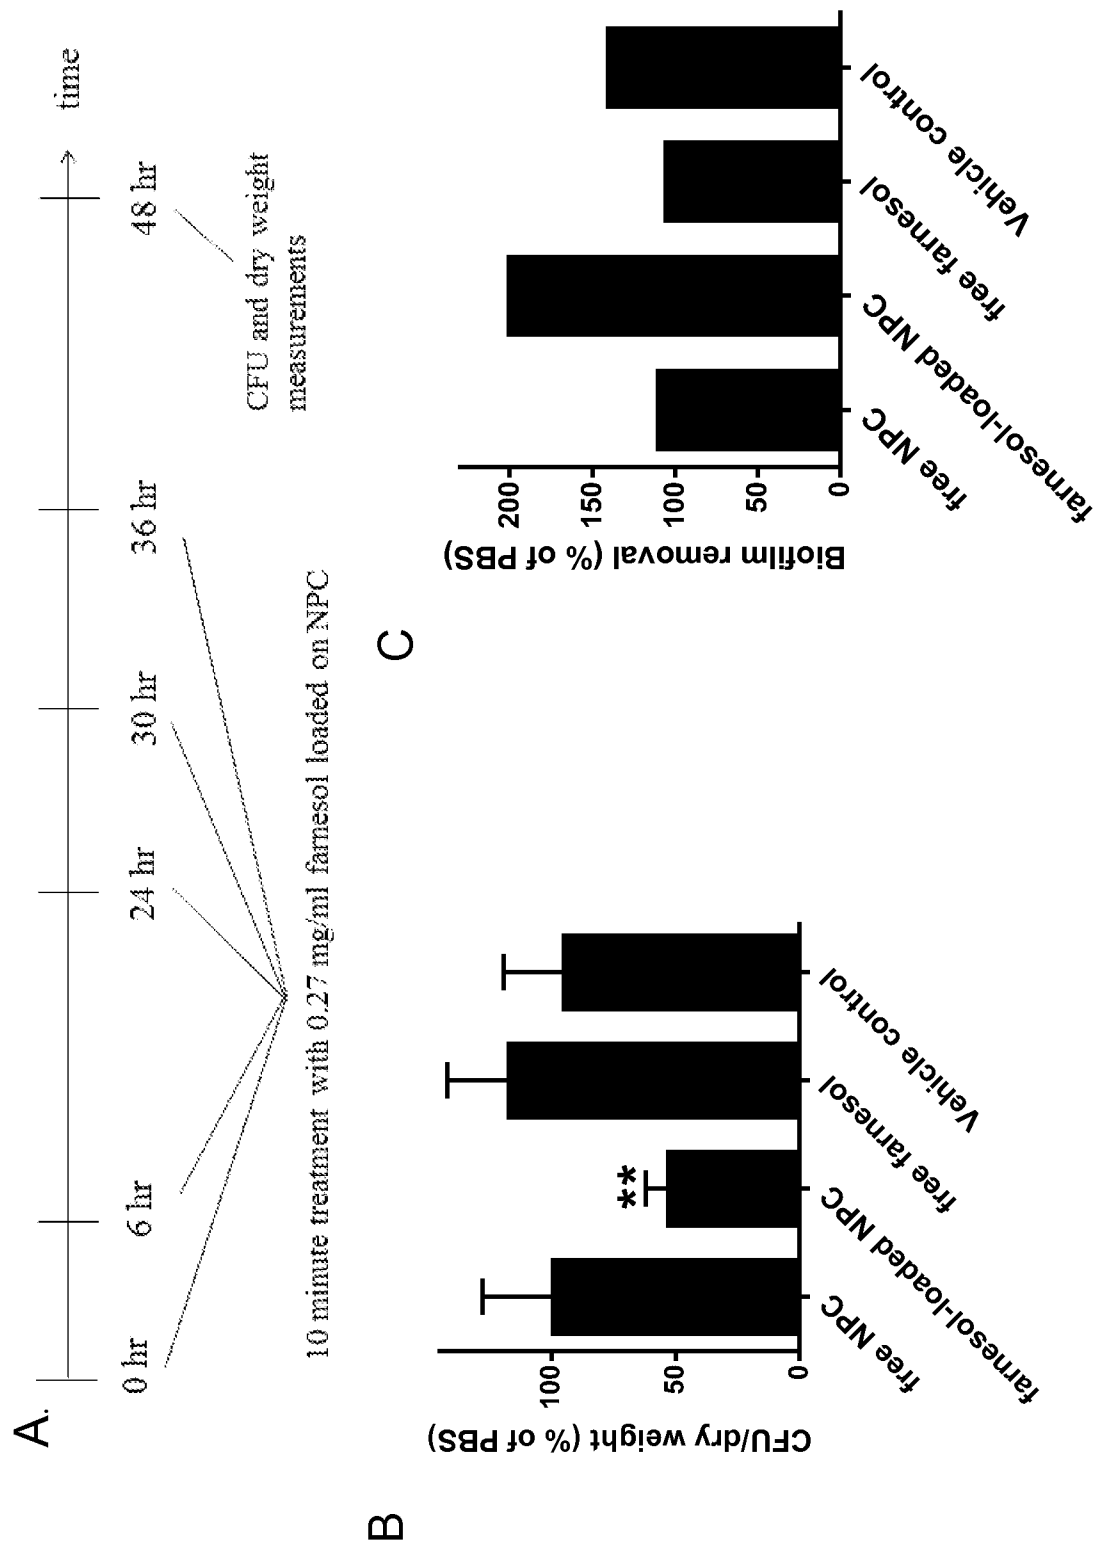 A.
time
0 hr
6 hr
24 hr
30 hr
36 hr
48 hr
10 minute treatment with 0.27 mg/ml farnesol loaded on NPC
CFU and dry weight
measurements
B
CFU/dry weight (% of PBS)
100
50
0
**
free NPC
farnesol-loaded NPC
free farnesol
Vehicle control
C
Biofilm removal (% of PBS)
200
150
100
50
0
free NPC
farnesol-loaded NPC
free farnesol
Vehicle control